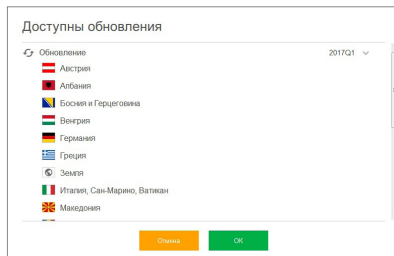 Доступны обновления
Обновление 2017Q1
Австрия
Албания
Босния и Герцеговина
Венгрия
Германия
Греция
Земля
Италия, Сан-Марино, Ватикан
Македония
Отмена OK